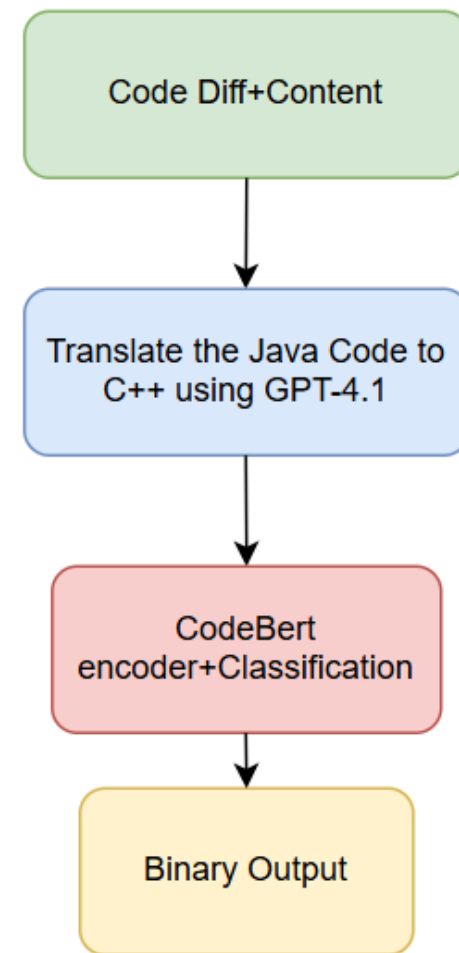 Code Diff+Content
Translate the Java Code to
C++ using GPT-4.1
CodeBert
encoder+Classification
Binary Output